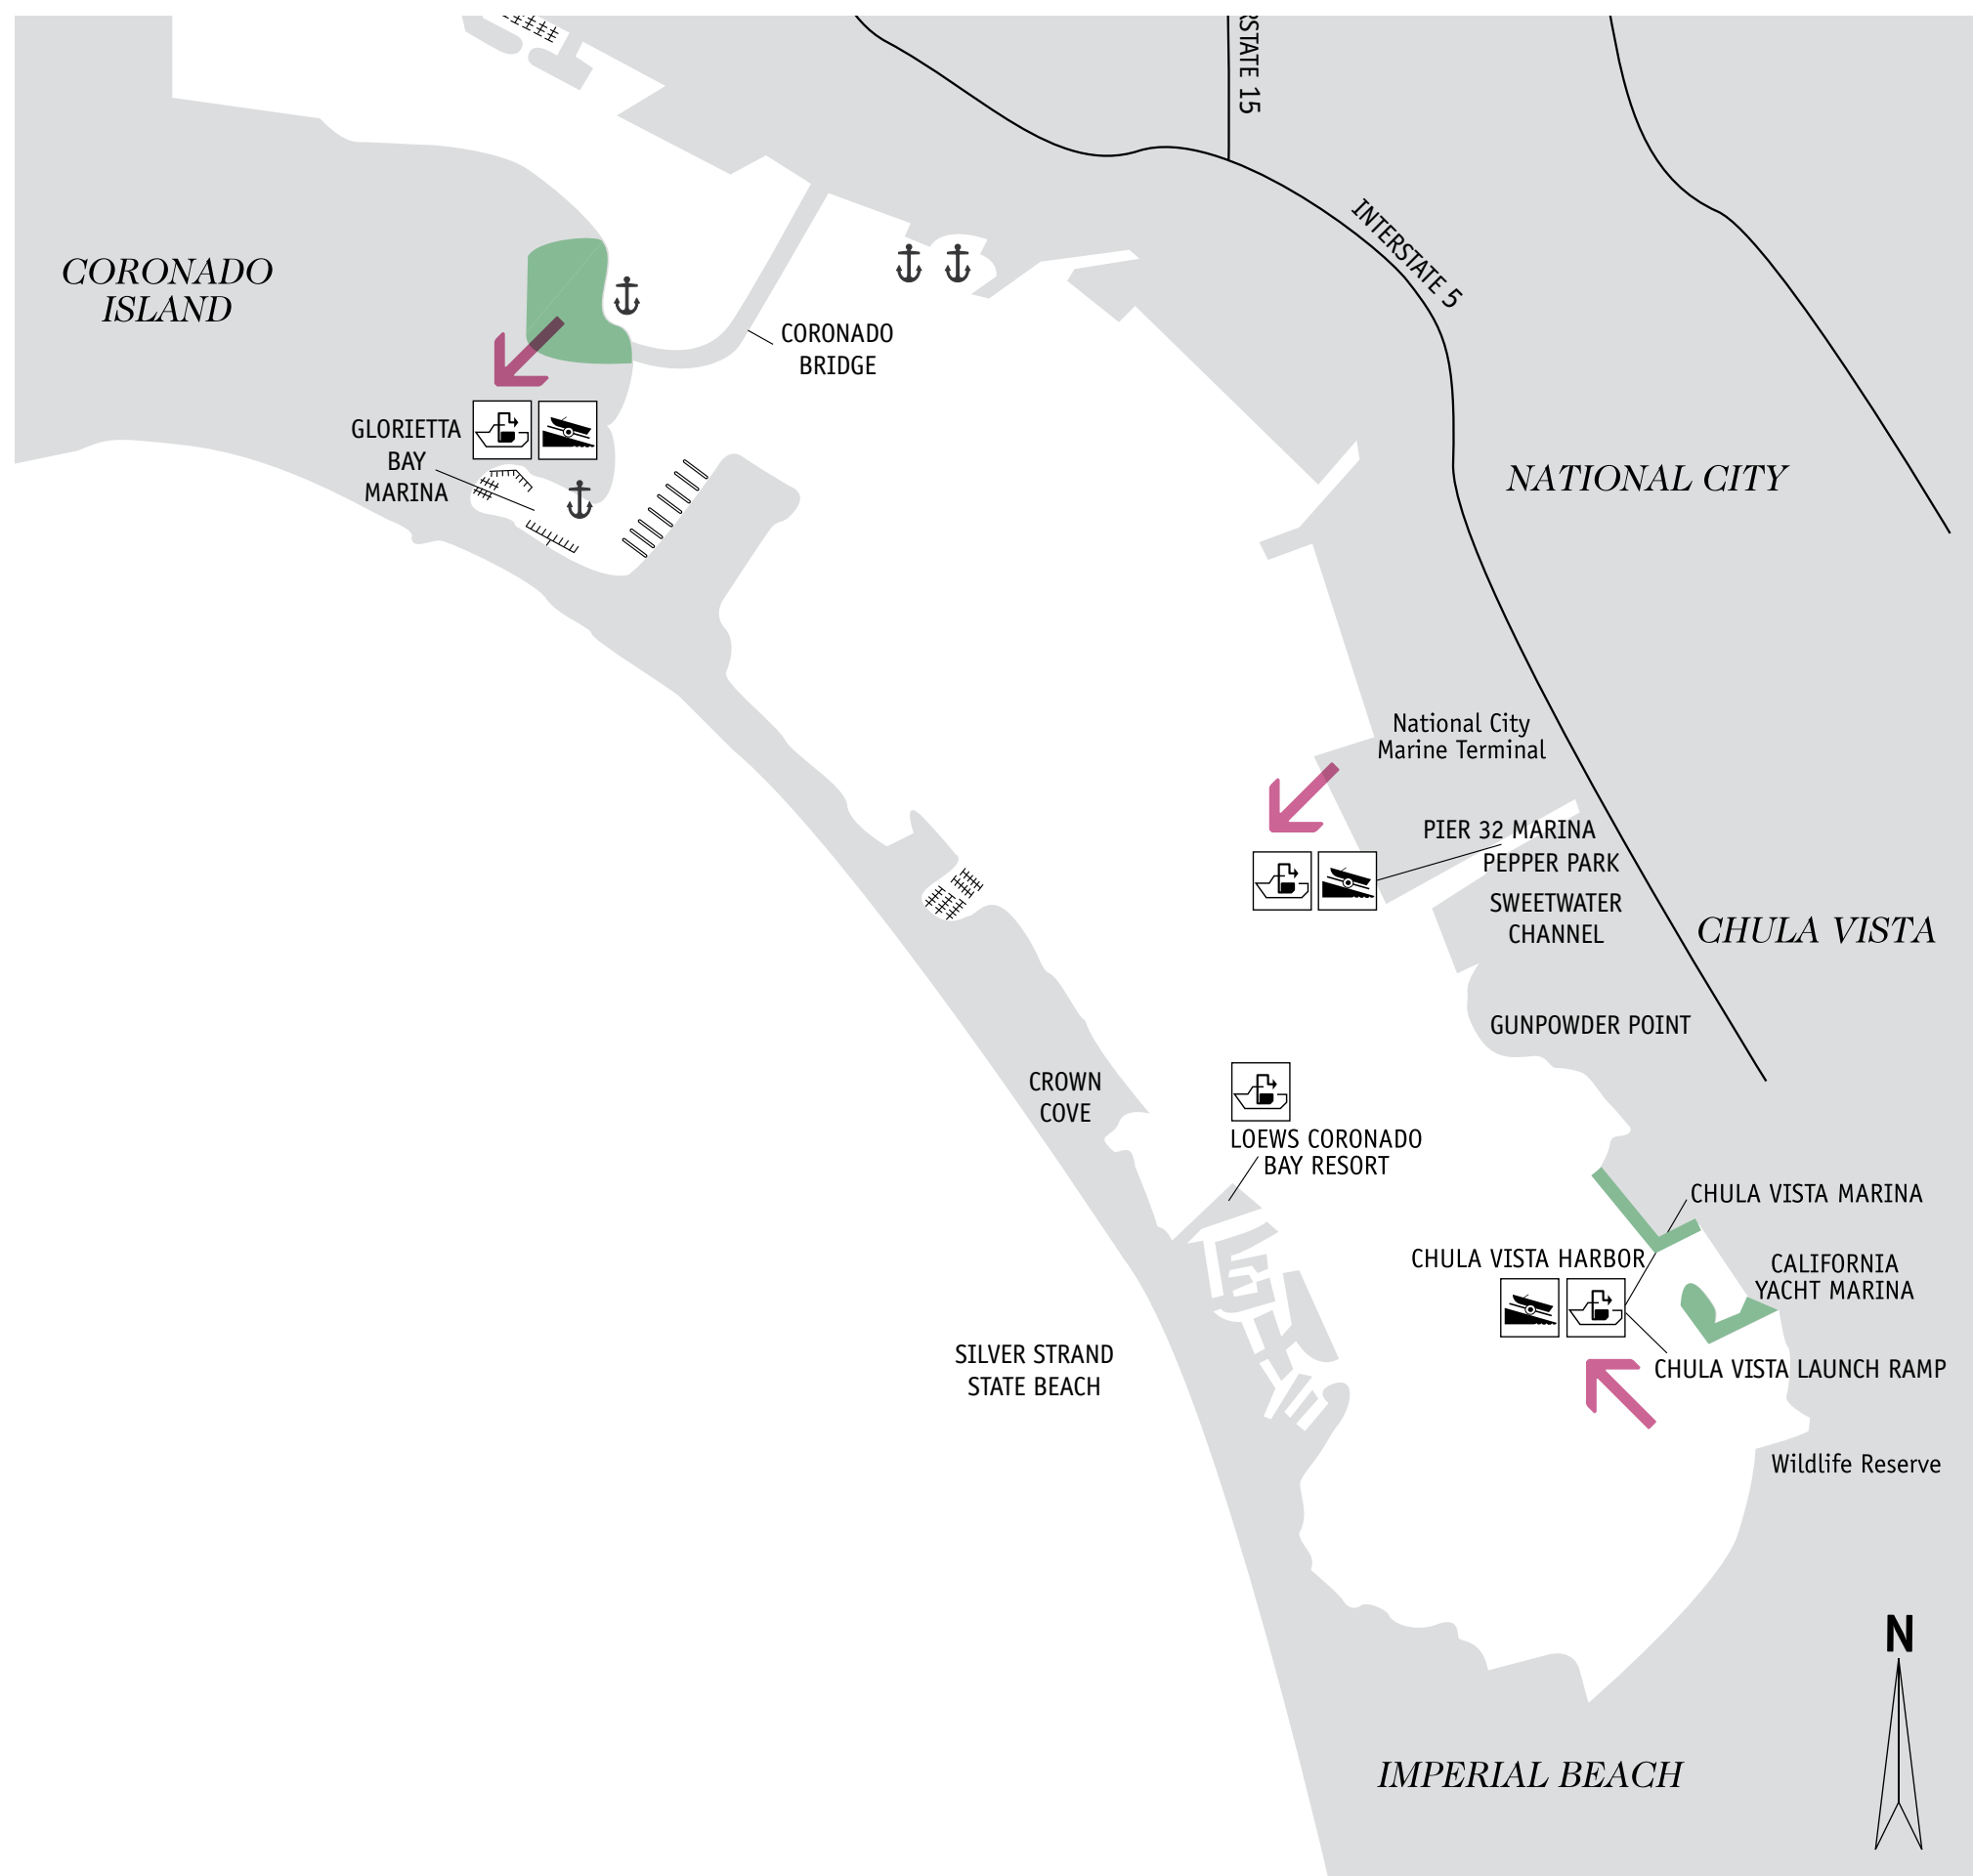 RSTATE 15
INTERSTATE 5
CORONADO
ISLAND
CORONADO
BRIDGE
GLORIETTA
BAY
MARINA
NATIONAL CITY
National City
Marine Terminal
PIER 32 MARINA
PEPPER PARK
SWEETWATER
CHANNEL
CHULA VISTA
GUNPOWDER POINT
CROWN
COVE
LOEWS CORONADO
BAY RESORT
CHULA VISTA MARINA
CHULA VISTA HARBOR
CALIFORNIA
YACHT MARINA
SILVER STRAND
STATE BEACH
CHULA VISTA LAUNCH RAMP
Wildlife Reserve
N
IMPERIAL BEACH